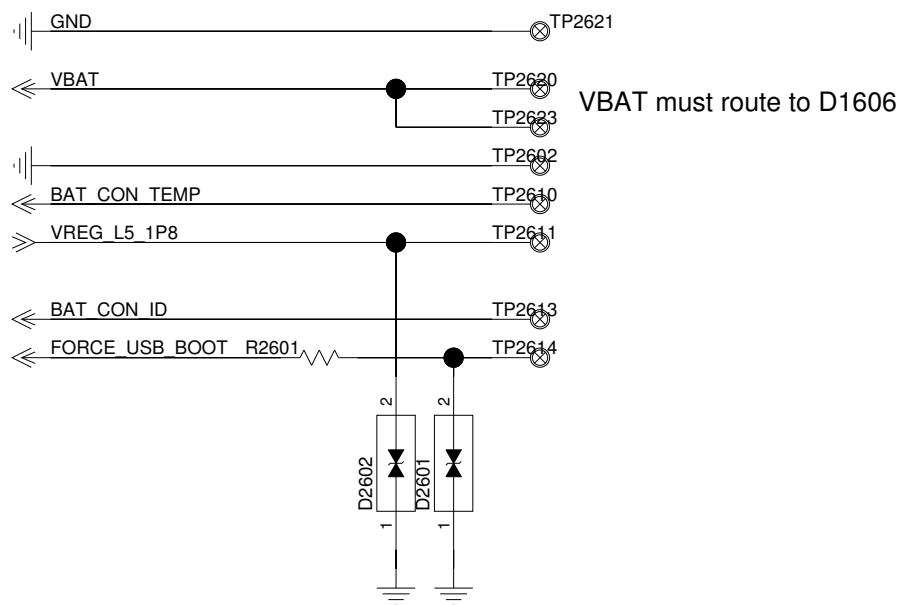 GND TP2621
VBAT TP2620
VBAT must route to D1606
TP2623
TP2602
BAT_CON_TEMP TP2610
VREG_L5_1P8 TP2611
BAT_CON_ID TP2613
FORCE_USB_BOOT R2601 TP2614
2 2
D2602 D2601
1 1